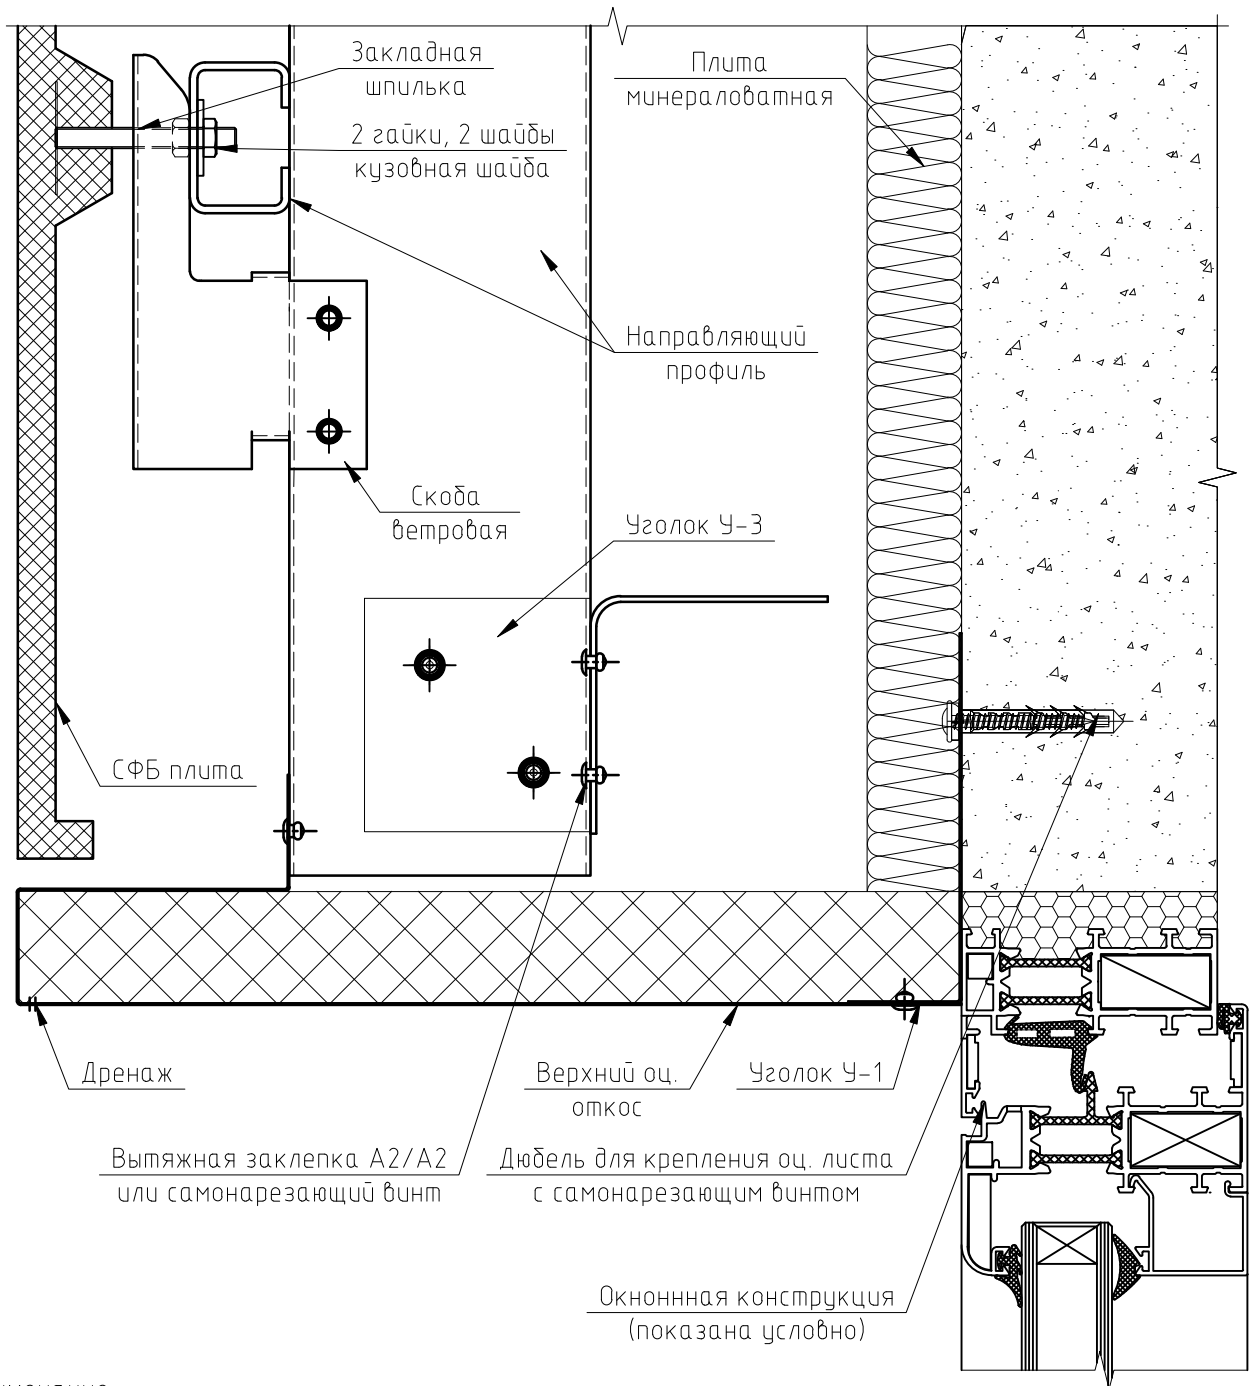 Закладная
шпилька
Плита
минераловатная
2 гайки, 2 шайбы
кузовная шайба
Направляющий
профиль
Скоба
ветровая
Уголок У-3
СФБ плита
Дренаж
Верхний оц.
откос
Уголок У-1
Вытяжная заклепка А2/А2
или самонарезающий винт
Дюбель для крепления оц. листа
с самонарезающим винтом
Окноннная конструкция
(показана условно)